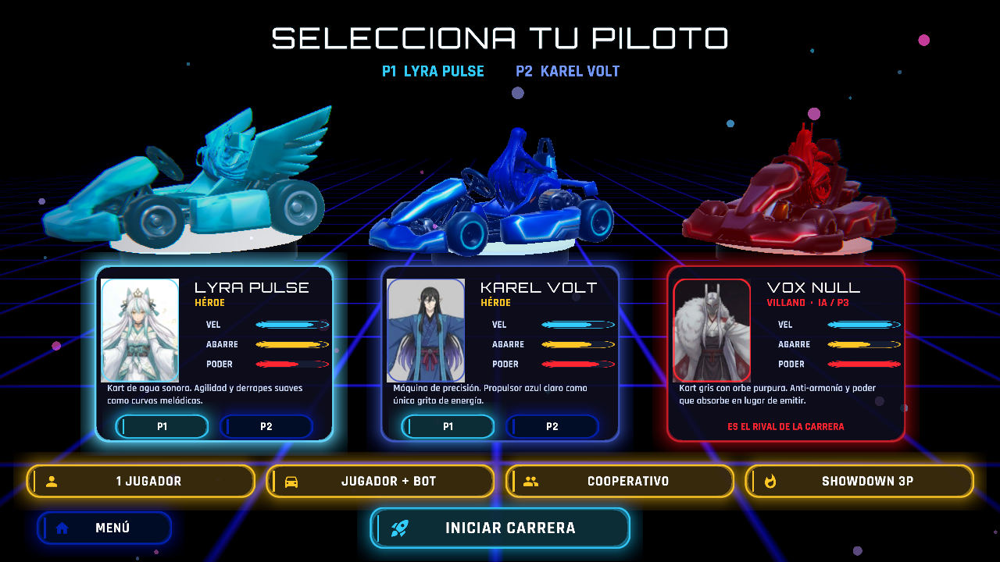 SELECCIONA TU PILOTO
P1 LYRA PULSE P2 KAREL VOLT
LYRA PULSE
HÉROE
VEL
AGARRE
PODER
Kart de agua sonora. Agilidad y derrapes suaves
como curvas melódicas.
P1 P2
KAREL VOLT
HÉROE
VEL
AGARRE
PODER
Máquina de precisión. Propulsor azul claro como
único grito de energía.
P1 P2
VOX NULL
VILLANO · IA / P3
VEL
AGARRE
PODER
Kart gris con orbe purpura. Anti-armonía y poder
que absorbe en lugar de emitir.
ES EL RIVAL DE LA CARRERA
1 JUGADOR
JUGADOR + BOT
COOPERATIVO
SHOWDOWN 3P
MENÚ
INICIAR CARRERA